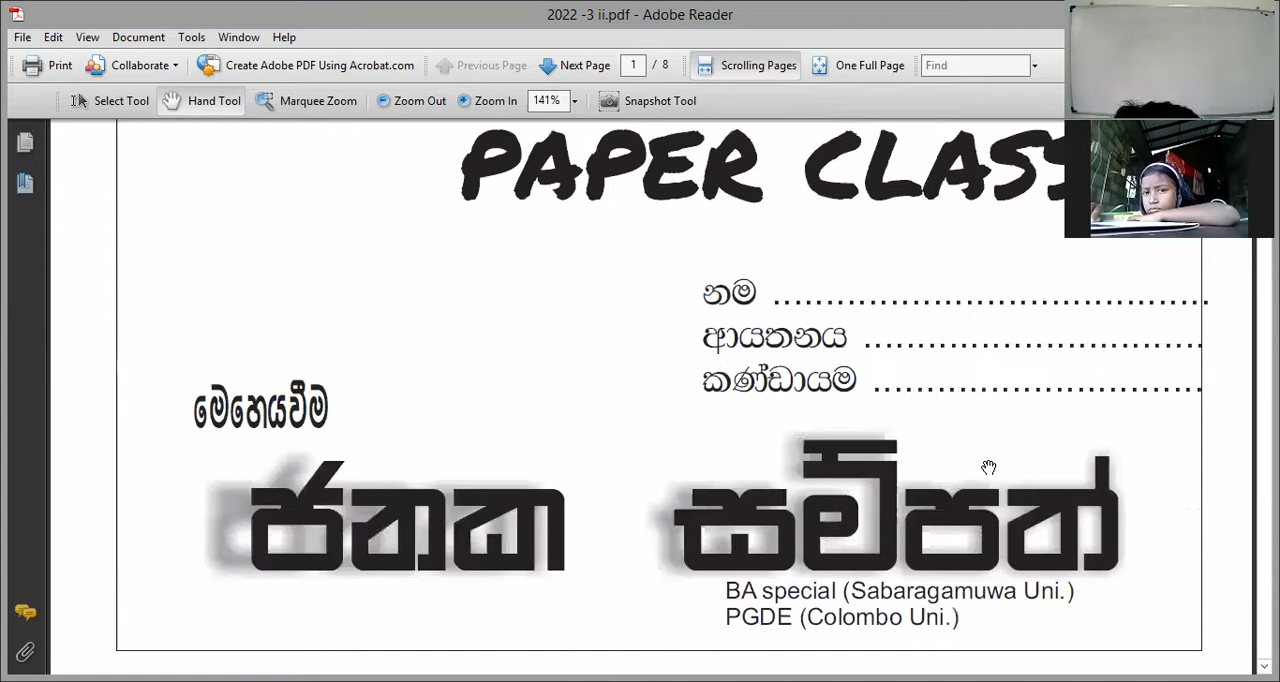 2022 -3 ii.pdf - Adobe Reader
File Edit View Document Tools Window Help
Print Collaborate Create Adobe PDF Using Acrobat.com Previous Page Next Page 1 / 8 Scrolling Pages One Full Page Find
Select Tool Hand Tool Marquee Zoom Zoom Out Zoom In 141% Snapshot Tool
PAPER CLASS
නම ........................................
ආයතනය ................................
කණ්ඩායම ...............................
මෙහෙයවීම
ජනක සම්පත්
BA special (Sabaragamuwa Uni.)
PGDE (Colombo Uni.)